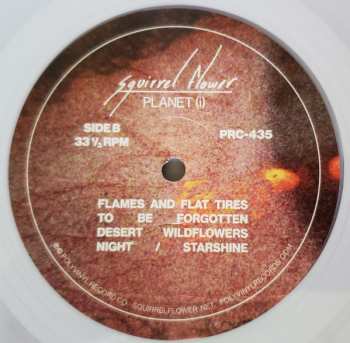 squirrel flower
PLANET (i)
SIDE B
33 ⅓ RPM
PRC-435
FLAMES AND FLAT TIRES
TO BE FORGOTTEN
DESERT WILDFLOWERS
NIGHT / STARSHINE
℗© POLYVINYL RECORD CO. SQUIRRELFLOWER.NET. POLYVINYLRECORDS.COM